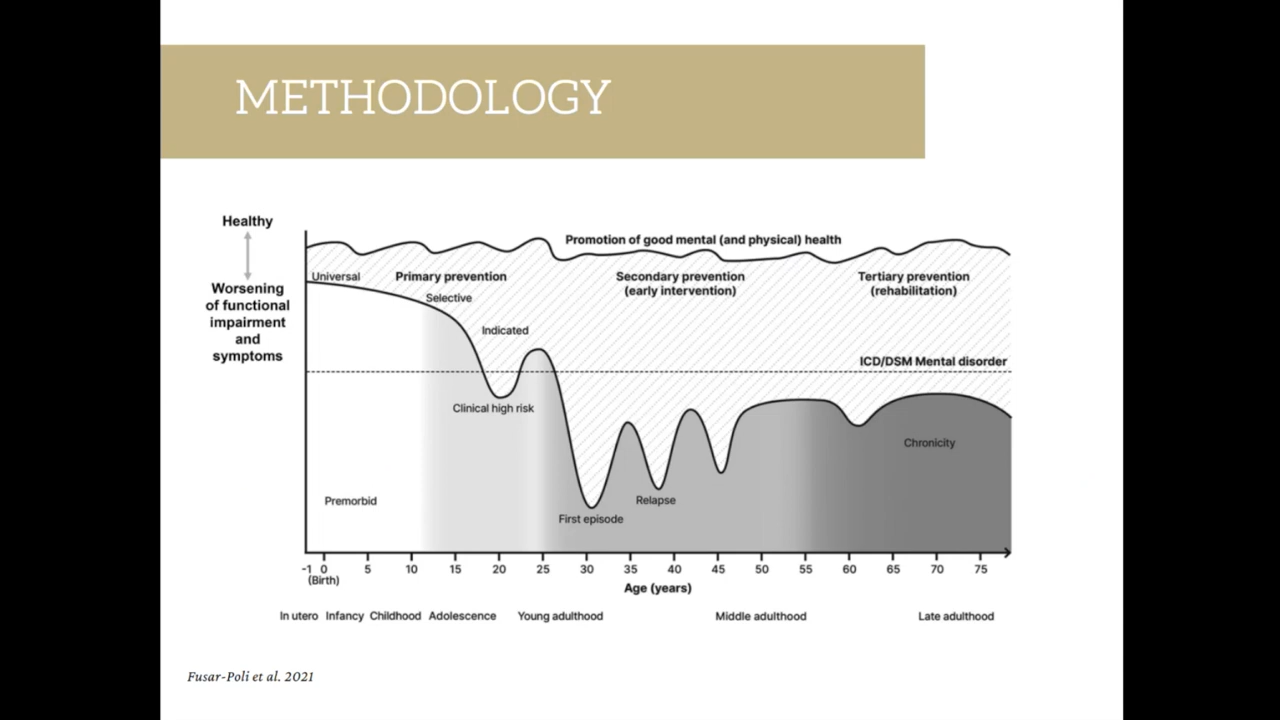 METHODOLOGY
Healthy
Worsening
of functional
impairment
and
symptoms
Promotion of good mental (and physical) health
Universal
Primary prevention
Secondary prevention
(early intervention)
Tertiary prevention
(rehabilitation)
Selective
Indicated
ICD/DSM Mental disorder
Clinical high risk
Chronicity
Premorbid
Relapse
First episode
-1 0 5 10 15 20 25 30 35 40 45 50 55 60 65 70 75
(Birth)
Age (years)
In utero Infancy Childhood Adolescence Young adulthood Middle adulthood Late adulthood
Fusar-Poli et al. 2021